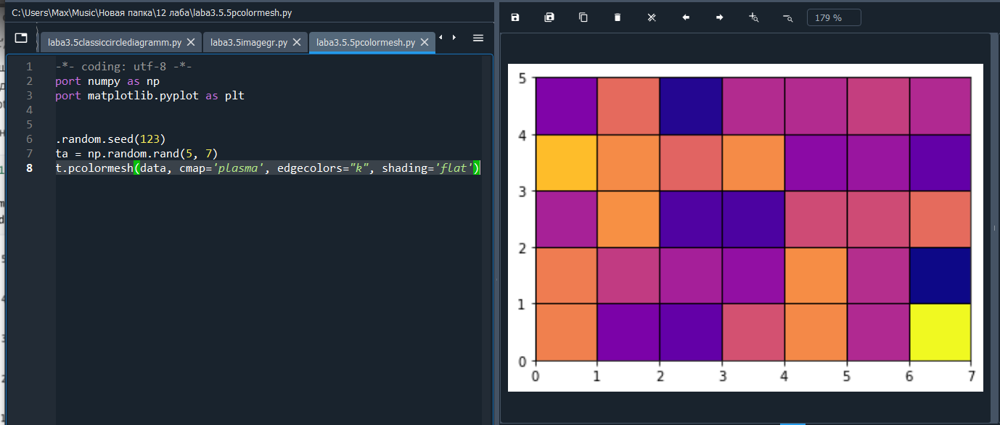 C:\Users\Max\Music\Новая папка\12 лаба\laba3.5.5pcolormesh.py
179 %
laba3.5classiccirclediagramm.py
laba3.5imagegr.py
laba3.5.5pcolormesh.py
1 -*- coding: utf-8 -*-
2 port numpy as np
3 port matplotlib.pyplot as plt
4
5
6 .random.seed(123)
7 ta = np.random.rand(5, 7)
8 t.pcolormesh(data, cmap='plasma', edgecolors="k", shading='flat')
5
4
3
2
1
0
0 1 2 3 4 5 6 7